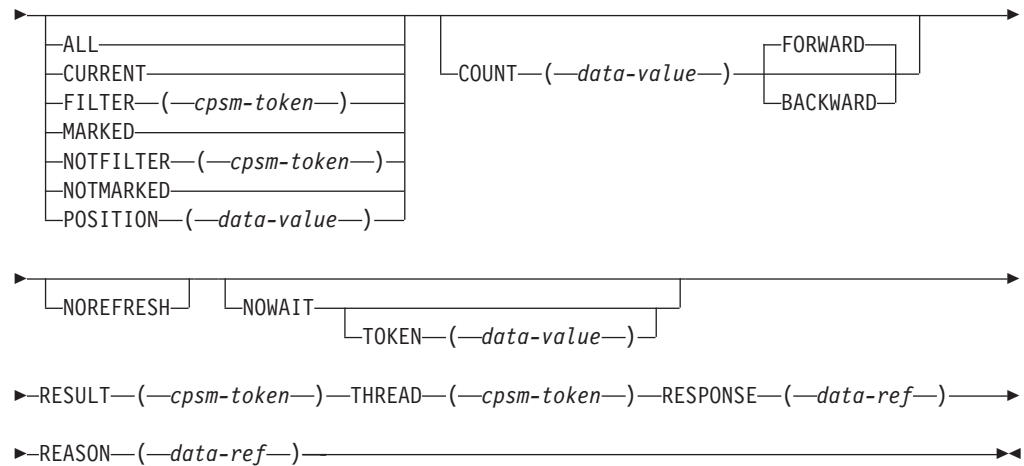 ALL
CURRENT
FILTER ( cpsm-token )
MARKED
NOTFILTER ( cpsm-token )
NOTMARKED
POSITION ( data-value )
COUNT ( data-value )
FORWARD
BACKWARD
NOREFRESH
NOWAIT
TOKEN ( data-value )
RESULT ( cpsm-token ) THREAD ( cpsm-token ) RESPONSE ( data-ref )
REASON ( data-ref )